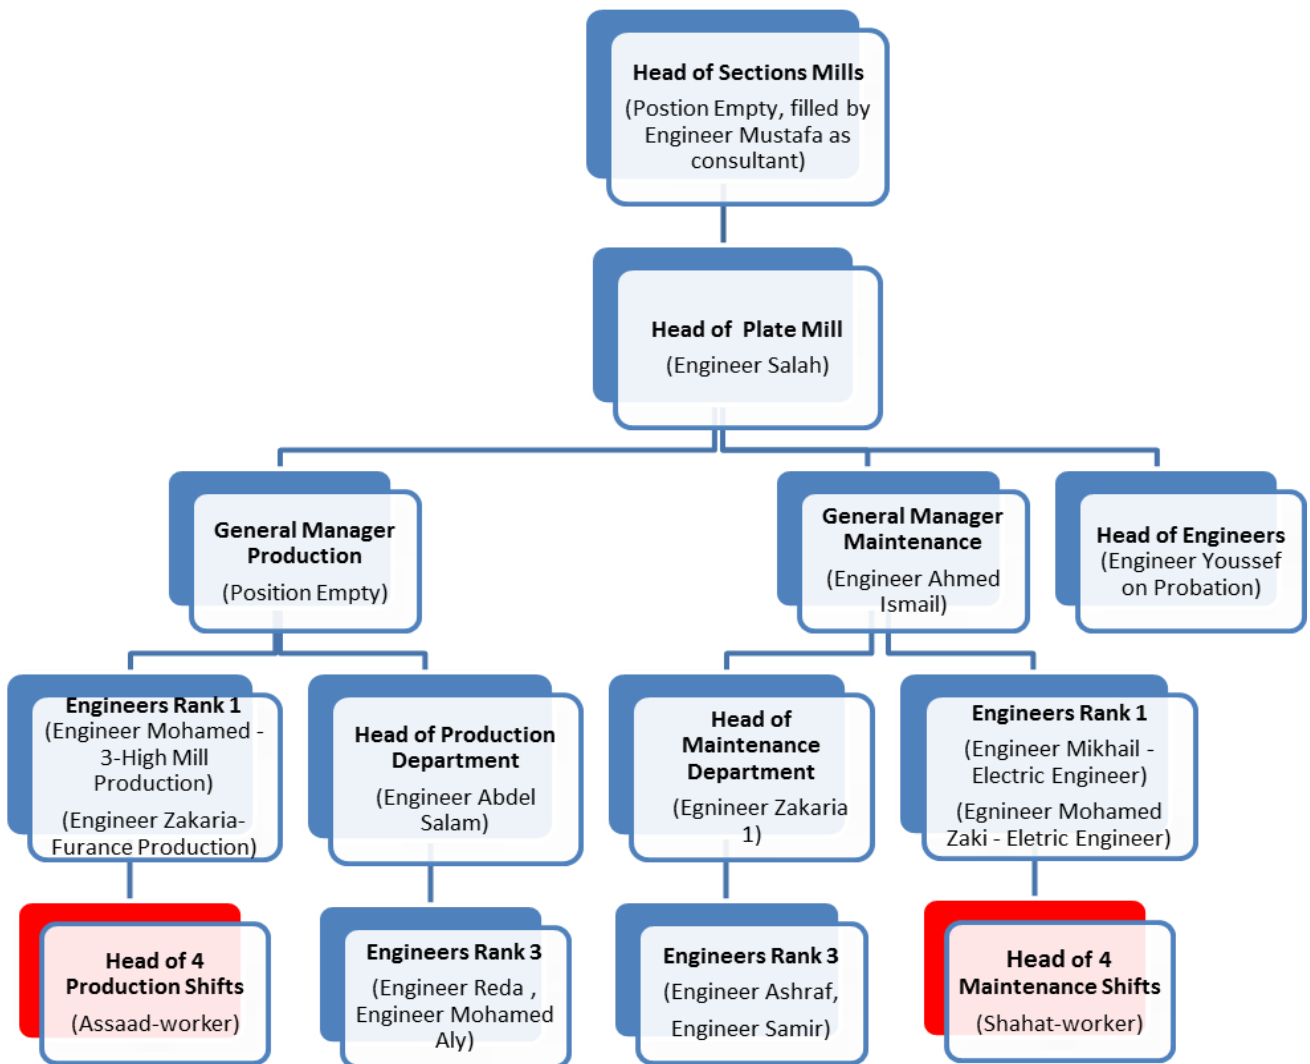 Head of Sections Mills
(Postion Empty, filled by
Engineer Mustafa as
consultant)
Head of  Plate Mill
(Engineer Salah)
General Manager
Production
(Position Empty)
General Manager
Maintenance
(Engineer Ahmed
Ismail)
Head of Engineers
(Engineer Youssef
on Probation)
Engineers Rank 1
(Engineer Mohamed -
3-High Mill
Production)
(Engineer Zakaria-
Furance Production)
Head of Production
Department
(Engineer Abdel
Salam)
Head of
Maintenance
Department
(Egnineer Zakaria
1)
Engineers Rank 1
(Engineer Mikhail -
Electric Engineer)
(Egnineer Mohamed
Zaki - Eletric Engineer)
Head of 4
Production Shifts
(Assaad-worker)
Engineers Rank 3
(Engineer Reda ,
Engineer Mohamed
Aly)
Engineers Rank 3
(Engineer Ashraf,
Engineer Samir)
Head of 4
Maintenance Shifts
(Shahat-worker)